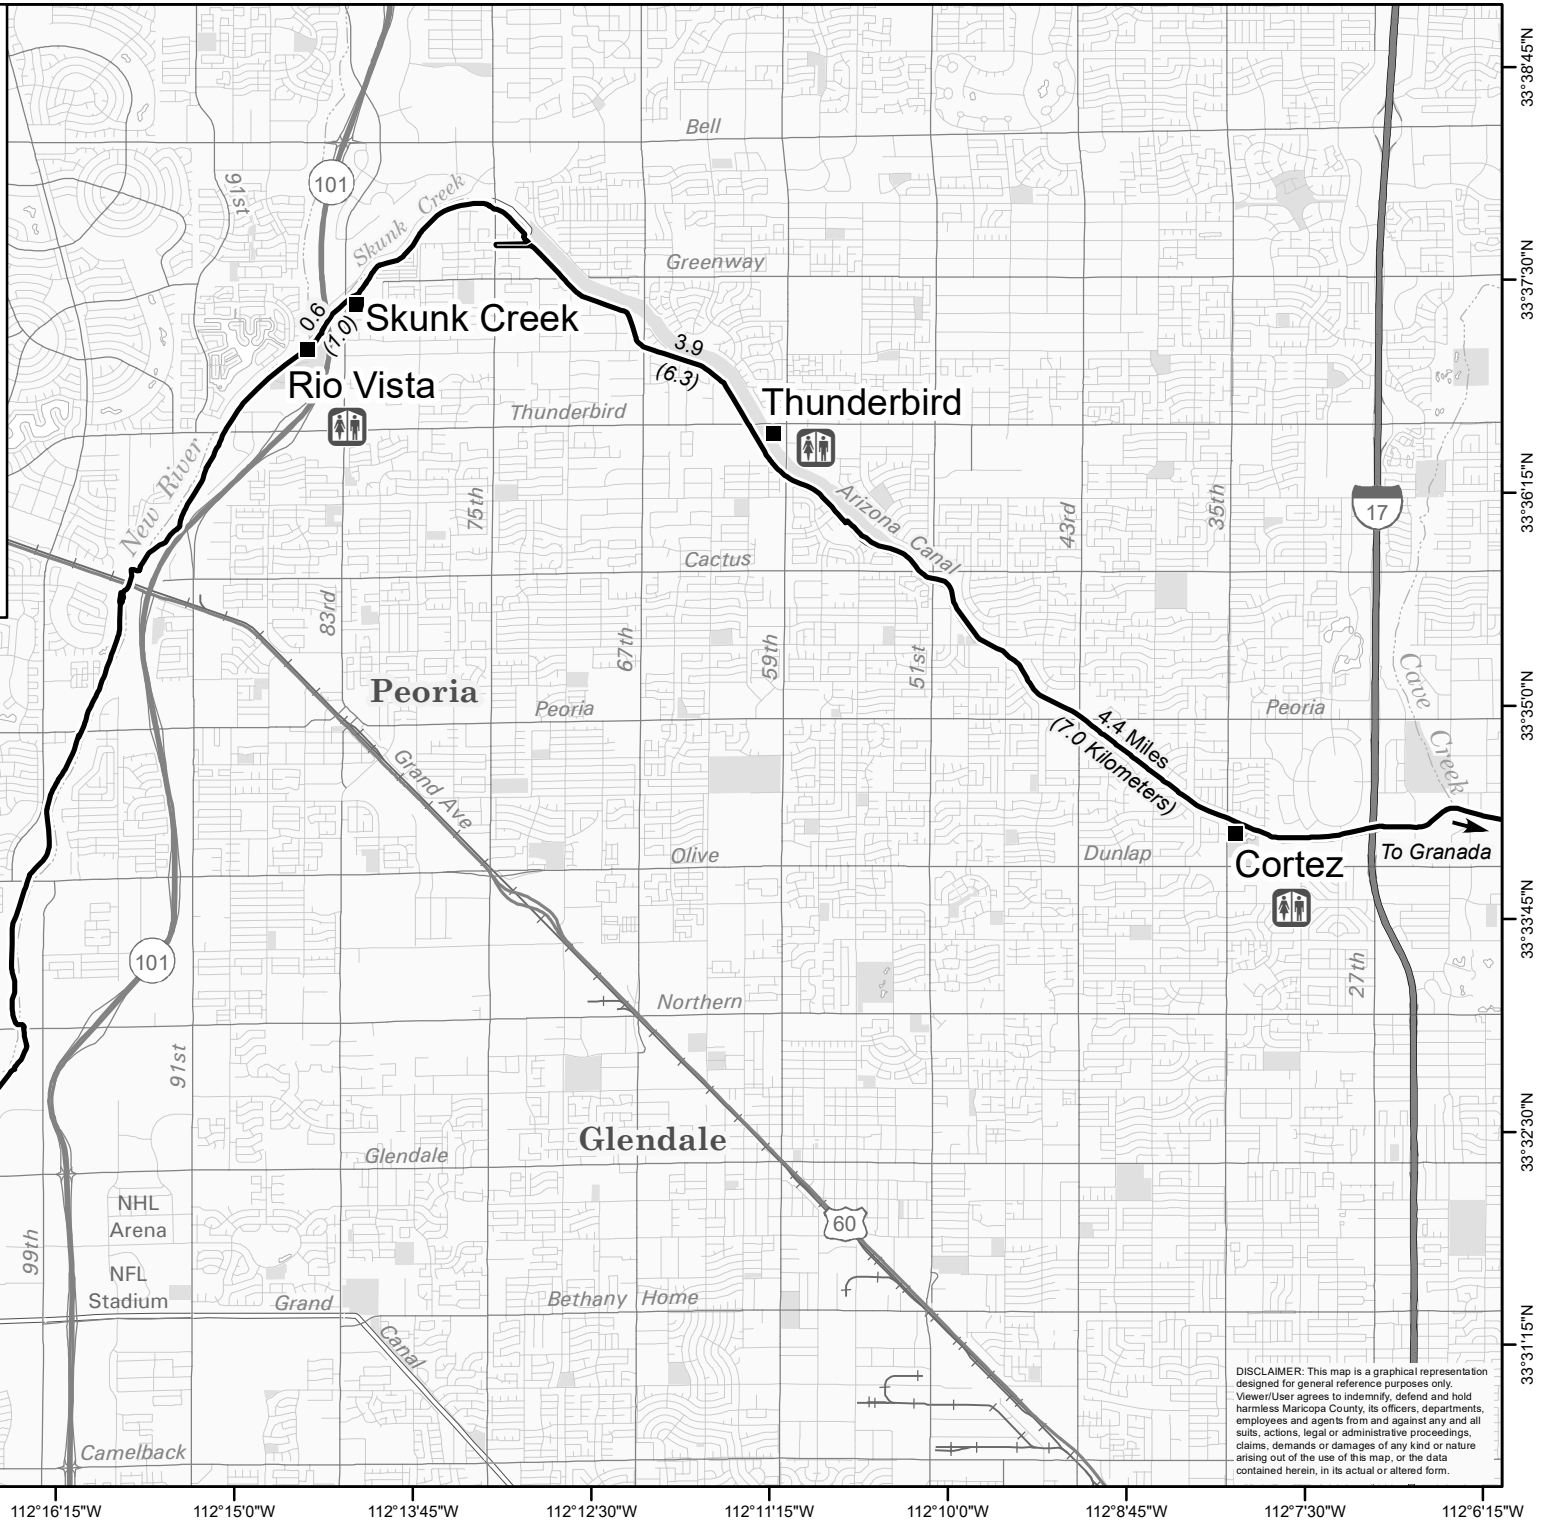 33°38'45"N
Bell
101
91st
Skunk Creek
Greenway
33°37'30"N
0.6
(1.0)
Skunk Creek
3.9
(6.3)
Rio Vista
Thunderbird
Thunderbird
New River
75th
Arizona Canal
43rd
35th
17
33°36'15"N
Cactus
83rd
67th
59th
51st
Peoria
Peoria
Peoria
Cave Creek
33°35'0"N
4.4 Miles
(7.0 Kilometers)
Grand Ave
Olive
Dunlap
To Granada
Cortez
33°33'45"N
101
27th
Northern
91st
Glendale
33°32'30"N
Glendale
NHL
Arena
99th
60
NFL
Stadium
Grand Canal
Bethany Home
33°31'15"N
Camelback
DISCLAIMER: This map is a graphical representation
designed for general reference purposes only.
Viewer/User agrees to indemnify, defend and hold
harmless Maricopa County, its officers, departments,
employees and agents from and against any and all
suits, actions, legal or administrative proceedings,
claims, demands or damages of any kind or nature
arising out of the use of this map, or the data
contained herein, in its actual or altered form.
112°16'15"W
112°15'0"W
112°13'45"W
112°12'30"W
112°11'15"W
112°10'0"W
112°8'45"W
112°7'30"W
112°6'15"W